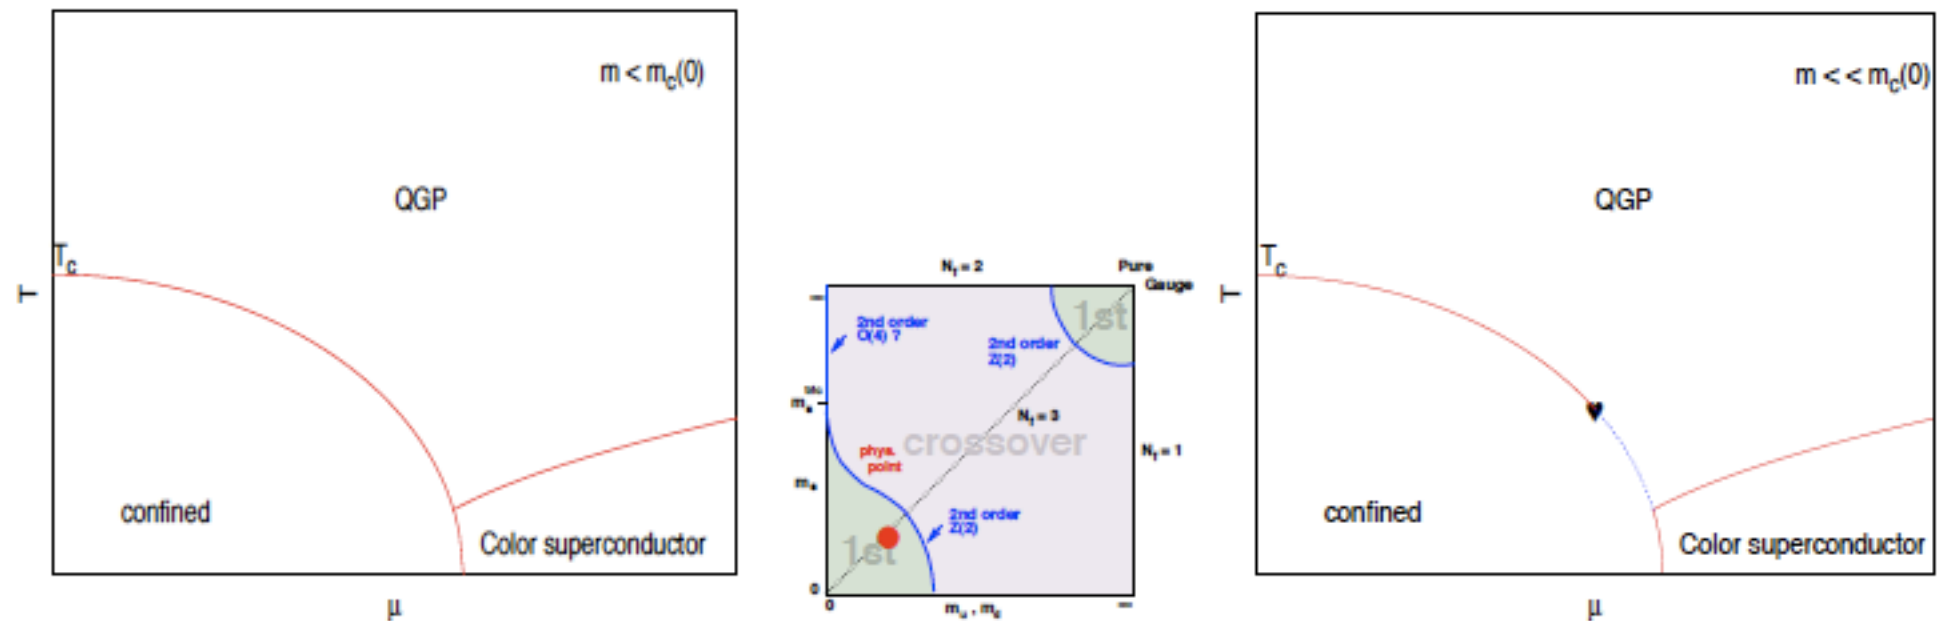 m < m_c(0)
QGP
T_c
T
confined
Color superconductor
μ
N_f = 2
Pure
Gauge
∞
1st
2nd order
O(4) ?
2nd order
Z(2)
m_s
N_f = 3
phys.
point
crossover
N_f = 1
m_s
2nd order
Z(2)
1st
0
0
m_u , m_d
∞
m < < m_c(0)
QGP
T_c
T
confined
Color superconductor
μ